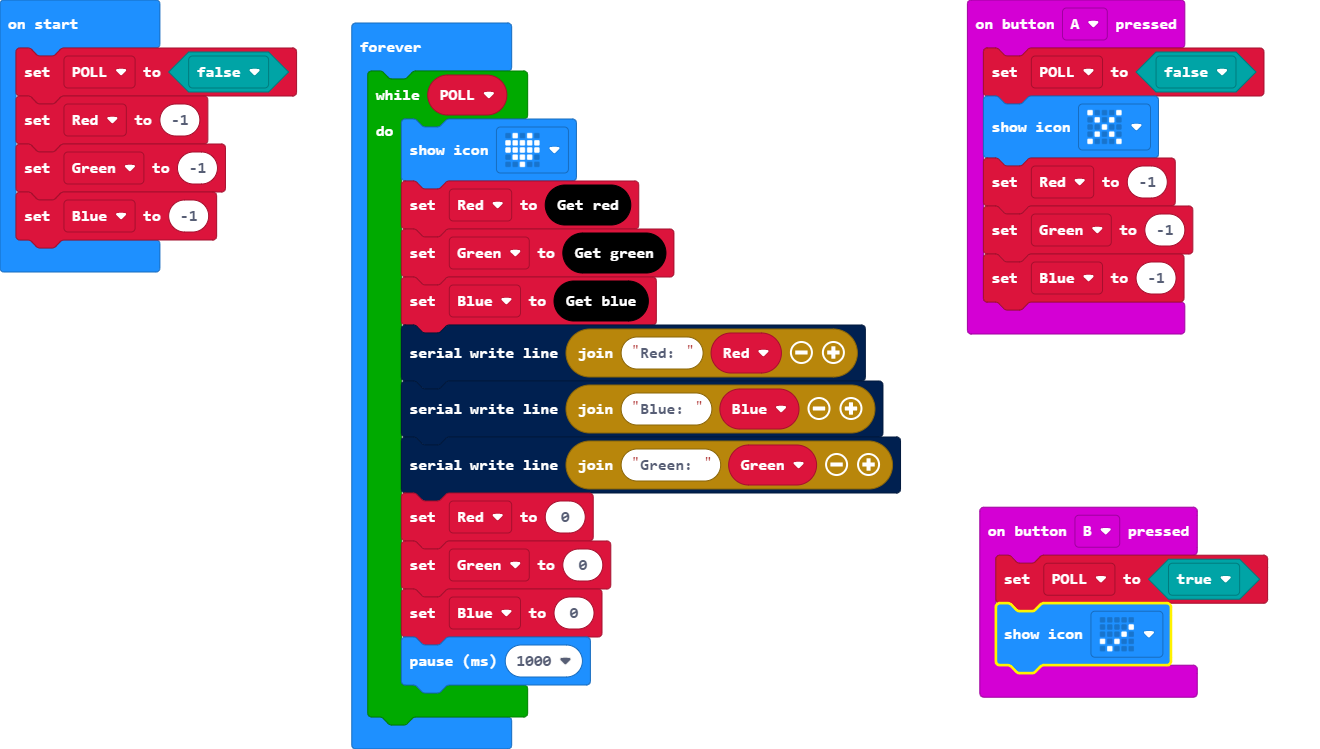 on start
set POLL to false
set Red to -1
set Green to -1
set Blue to -1
forever
while POLL
do
show icon
set Red to Get red
set Green to Get green
set Blue to Get blue
serial write line join "Red: " Red
serial write line join "Blue: " Blue
serial write line join "Green: " Green
set Red to 0
set Green to 0
set Blue to 0
pause (ms) 1000
on button A pressed
set POLL to false
show icon
set Red to -1
set Green to -1
set Blue to -1
on button B pressed
set POLL to true
show icon